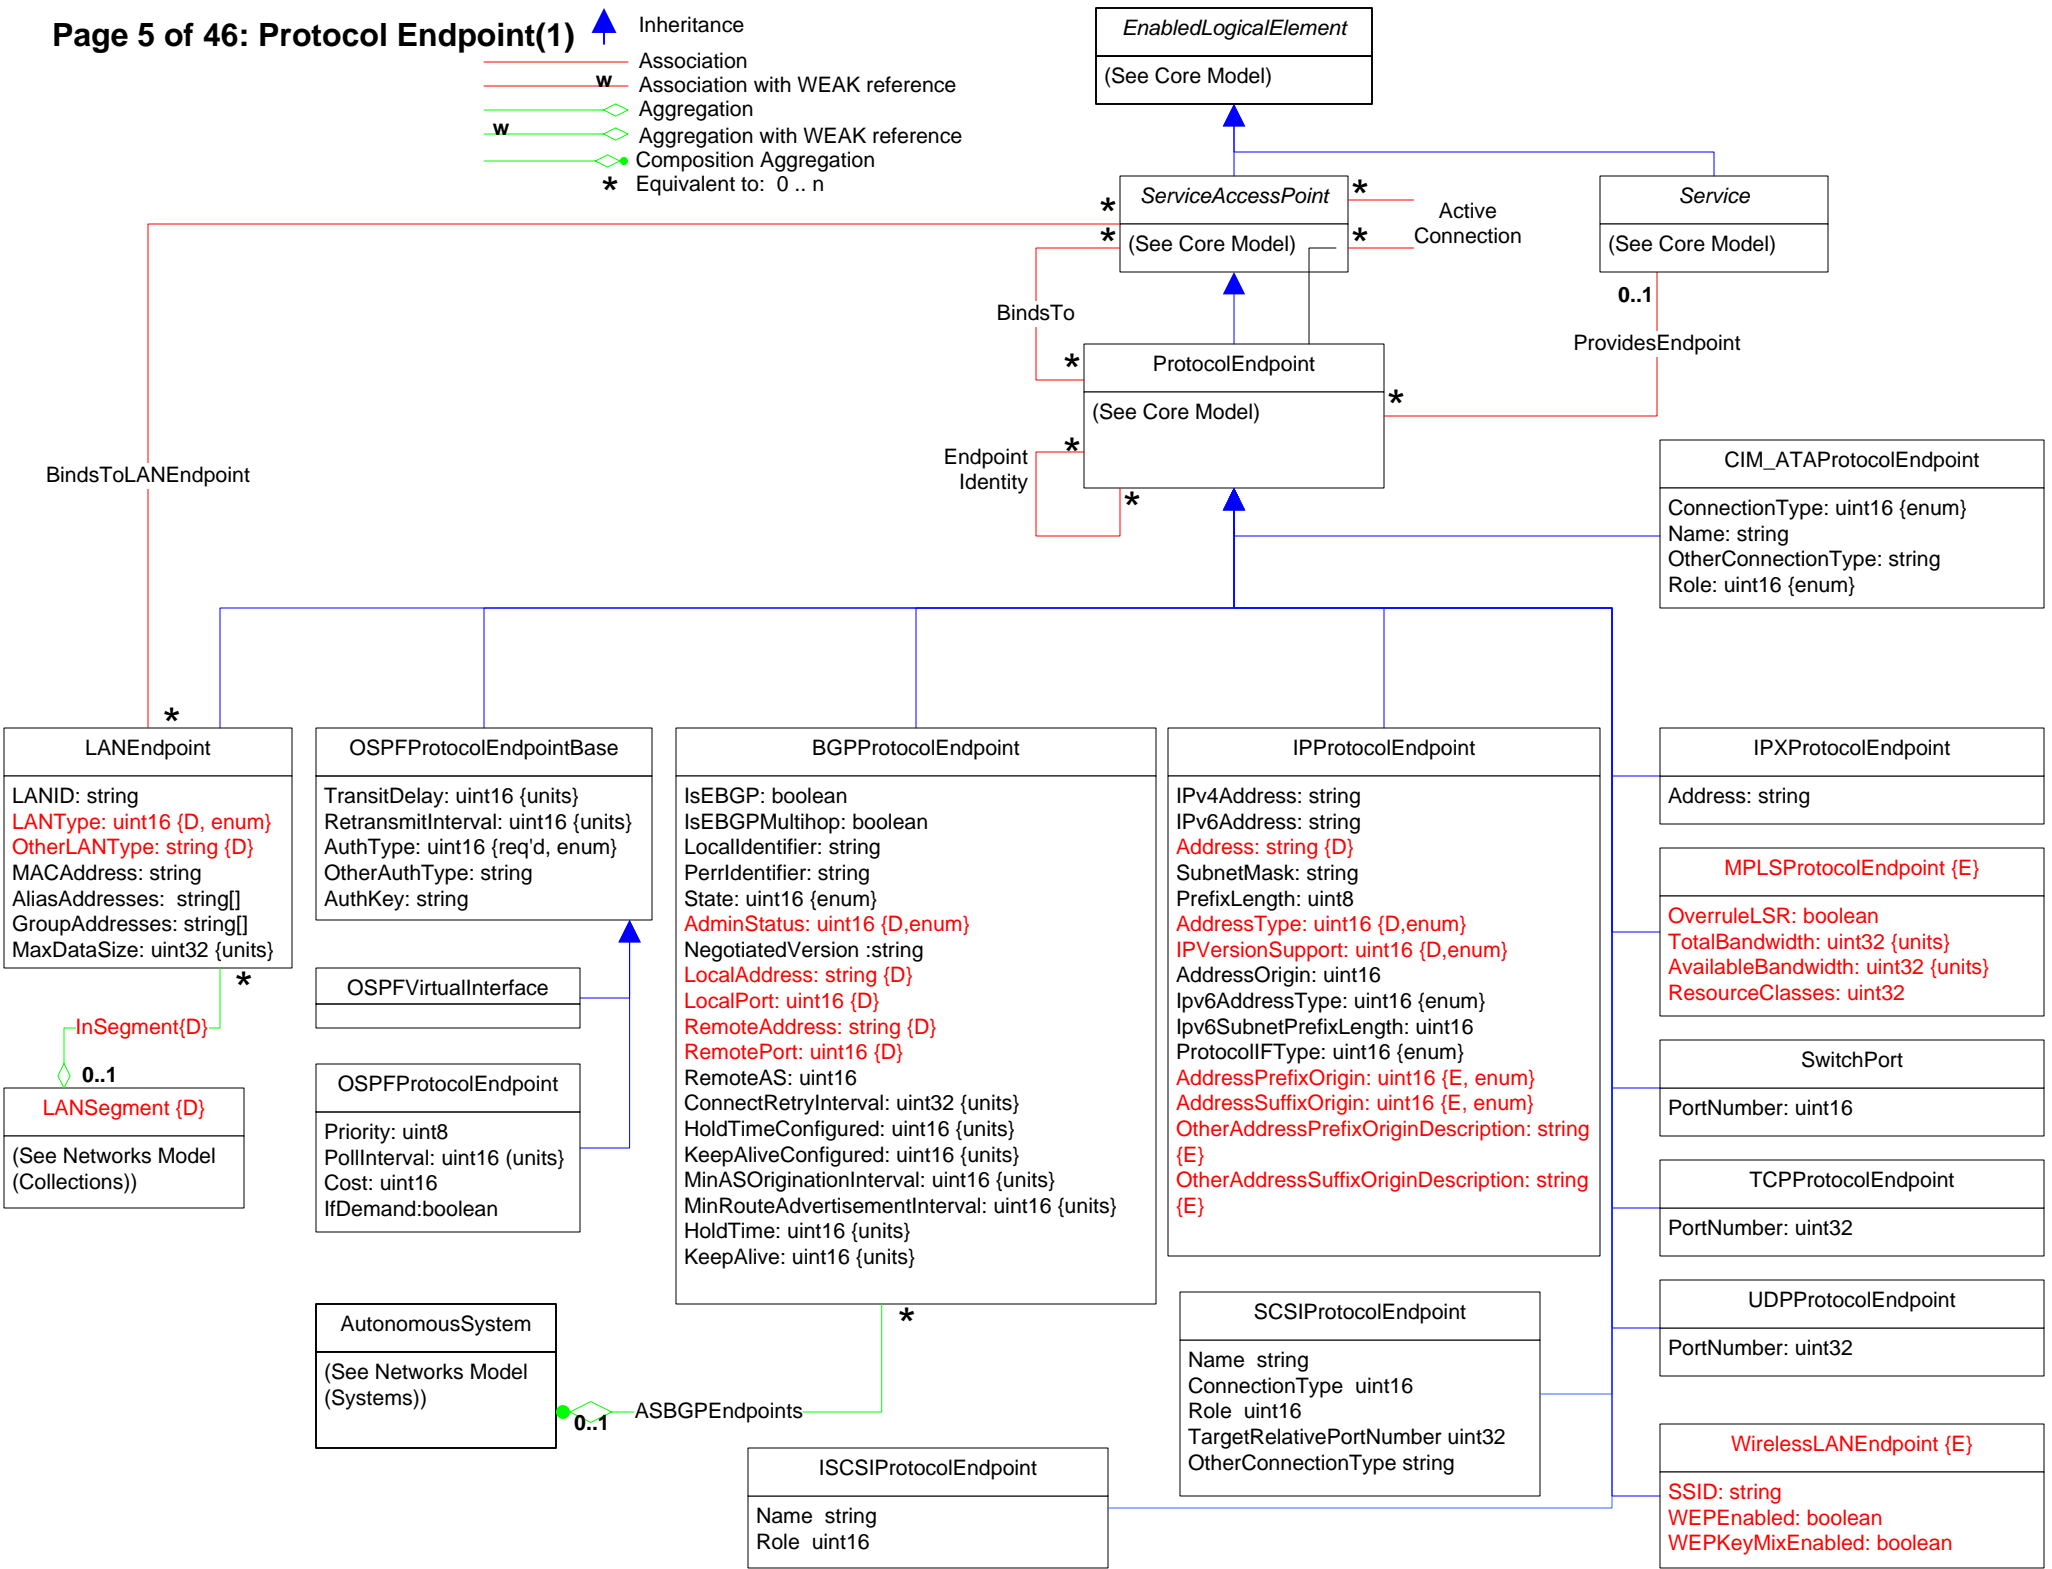 Page 5 of 46: Protocol Endpoint(1)
Inheritance
Association
w
Association with WEAK reference
Aggregation
w
Aggregation with WEAK reference
Composition Aggregation
* Equivalent to: 0 .. n
EnabledLogicalElement
(See Core Model)
ServiceAccessPoint
(See Core Model)
*
*
*
*
Active
Connection
Service
(See Core Model)
0..1
ProvidesEndpoint
*
BindsTo
*
ProtocolEndpoint
(See Core Model)
Endpoint
Identity
*
*
BindsToLANEndpoint
*
CIM_ATAProtocolEndpoint
ConnectionType: uint16 {enum}
Name: string
OtherConnectionType: string
Role: uint16 {enum}
LANEndpoint
LANID: string
LANType: uint16 {D, enum}
OtherLANType: string {D}
MACAddress: string
AliasAddresses:  string[]
GroupAddresses: string[]
MaxDataSize: uint32 {units}
*
InSegment{D}
0..1
LANSegment {D}
(See Networks Model
(Collections))
OSPFProtocolEndpointBase
TransitDelay: uint16 {units}
RetransmitInterval: uint16 {units}
AuthType: uint16 {req'd, enum}
OtherAuthType: string
AuthKey: string
OSPFVirtualInterface
OSPFProtocolEndpoint
Priority: uint8
PollInterval: uint16 (units}
Cost: uint16
IfDemand:boolean
AutonomousSystem
(See Networks Model
(Systems))
0..1
ASBGPEndpoints
*
BGPProtocolEndpoint
IsEBGP: boolean
IsEBGPMultihop: boolean
LocalIdentifier: string
PerrIdentifier: string
State: uint16 {enum}
AdminStatus: uint16 {D,enum}
NegotiatedVersion :string
LocalAddress: string {D}
LocalPort: uint16 {D}
RemoteAddress: string {D}
RemotePort: uint16 {D}
RemoteAS: uint16
ConnectRetryInterval: uint32 {units}
HoldTimeConfigured: uint16 {units}
KeepAliveConfigured: uint16 {units}
MinASOriginationInterval: uint16 {units}
MinRouteAdvertisementInterval: uint16 {units}
HoldTime: uint16 {units}
KeepAlive: uint16 {units}
IPProtocolEndpoint
IPv4Address: string
IPv6Address: string
Address: string {D}
SubnetMask: string
PrefixLength: uint8
AddressType: uint16 {D,enum}
IPVersionSupport: uint16 {D,enum}
AddressOrigin: uint16
Ipv6AddressType: uint16 {enum}
Ipv6SubnetPrefixLength: uint16
ProtocolIFType: uint16 {enum}
AddressPrefixOrigin: uint16 {E, enum}
AddressSuffixOrigin: uint16 {E, enum}
OtherAddressPrefixOriginDescription: string
{E}
OtherAddressSuffixOriginDescription: string
{E}
SCSIProtocolEndpoint
Name  string
ConnectionType  uint16
Role  uint16
TargetRelativePortNumber uint32
OtherConnectionType string
ISCSIProtocolEndpoint
Name  string
Role  uint16
IPXProtocolEndpoint
Address: string
MPLSProtocolEndpoint {E}
OverruleLSR: boolean
TotalBandwidth: uint32 {units}
AvailableBandwidth: uint32 {units}
ResourceClasses: uint32
SwitchPort
PortNumber: uint16
TCPProtocolEndpoint
PortNumber: uint32
UDPProtocolEndpoint
PortNumber: uint32
WirelessLANEndpoint {E}
SSID: string
WEPEnabled: boolean
WEPKeyMixEnabled: boolean